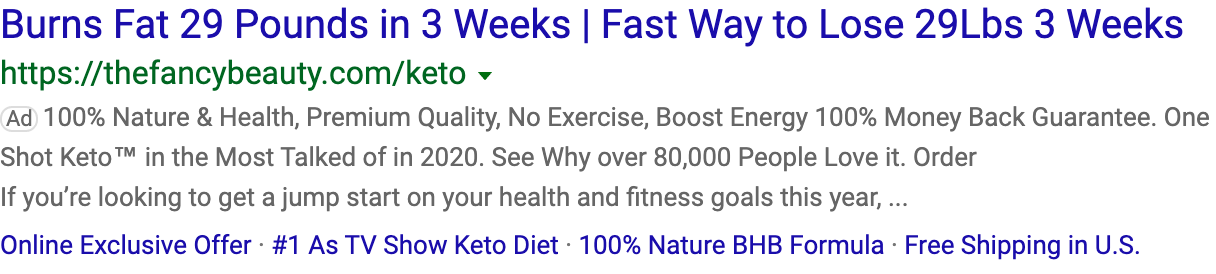 Burns Fat 29 Pounds in 3 Weeks | Fast Way to Lose 29Lbs 3 Weeks
https://thefancybeauty.com/keto
Ad 100% Nature & Health, Premium Quality, No Exercise, Boost Energy 100% Money Back Guarantee. One
Shot Keto™ in the Most Talked of in 2020. See Why over 80,000 People Love it. Order
If you’re looking to get a jump start on your health and fitness goals this year, ...
Online Exclusive Offer · #1 As TV Show Keto Diet · 100% Nature BHB Formula · Free Shipping in U.S.